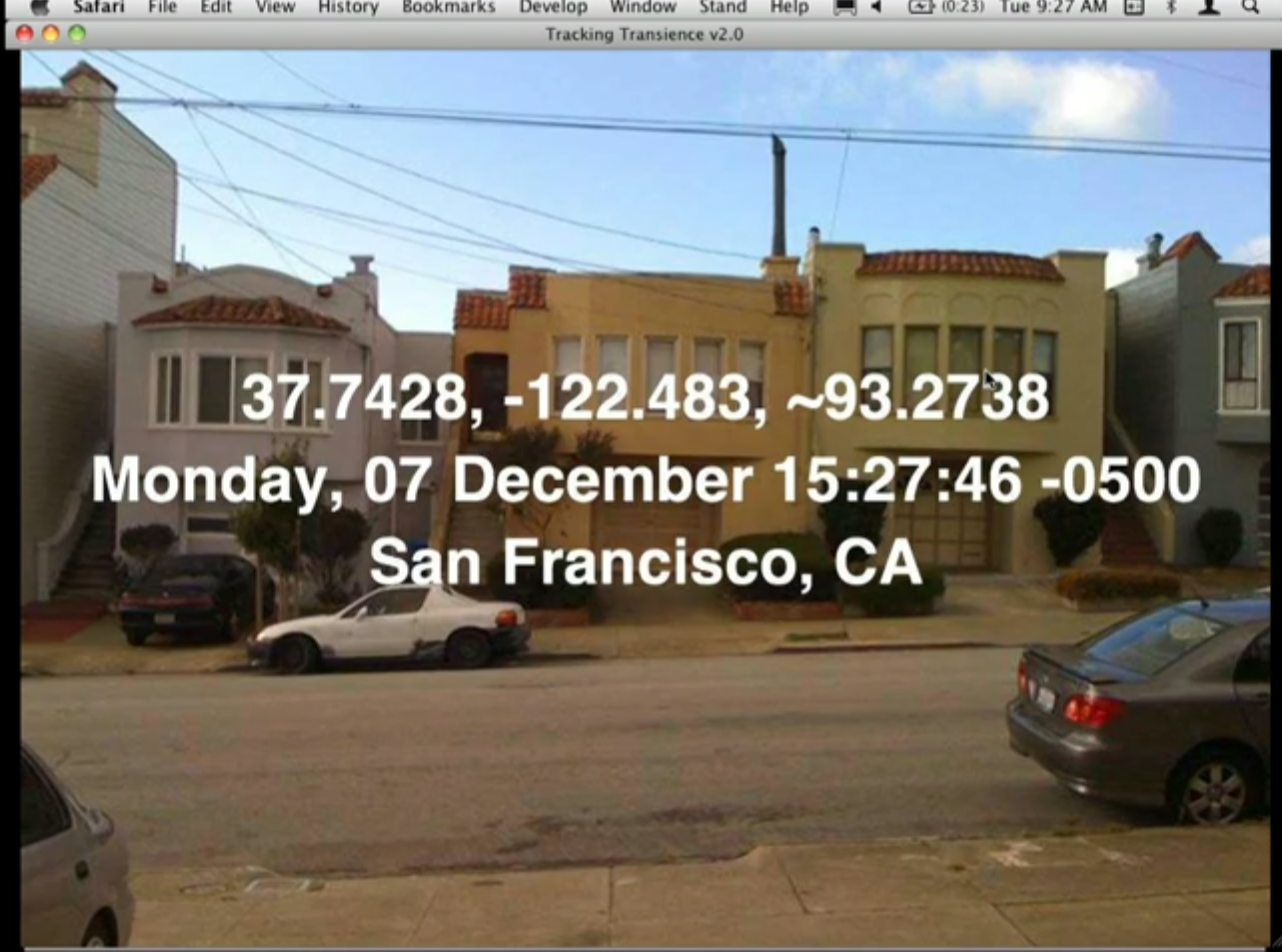 Safari File Edit View History Bookmarks Develop Window Stand Help (0:23) Tue 9:27 AM
Tracking Transience v2.0
37.7428, -122.483, ~93.2738
Monday, 07 December 15:27:46 -0500
San Francisco, CA